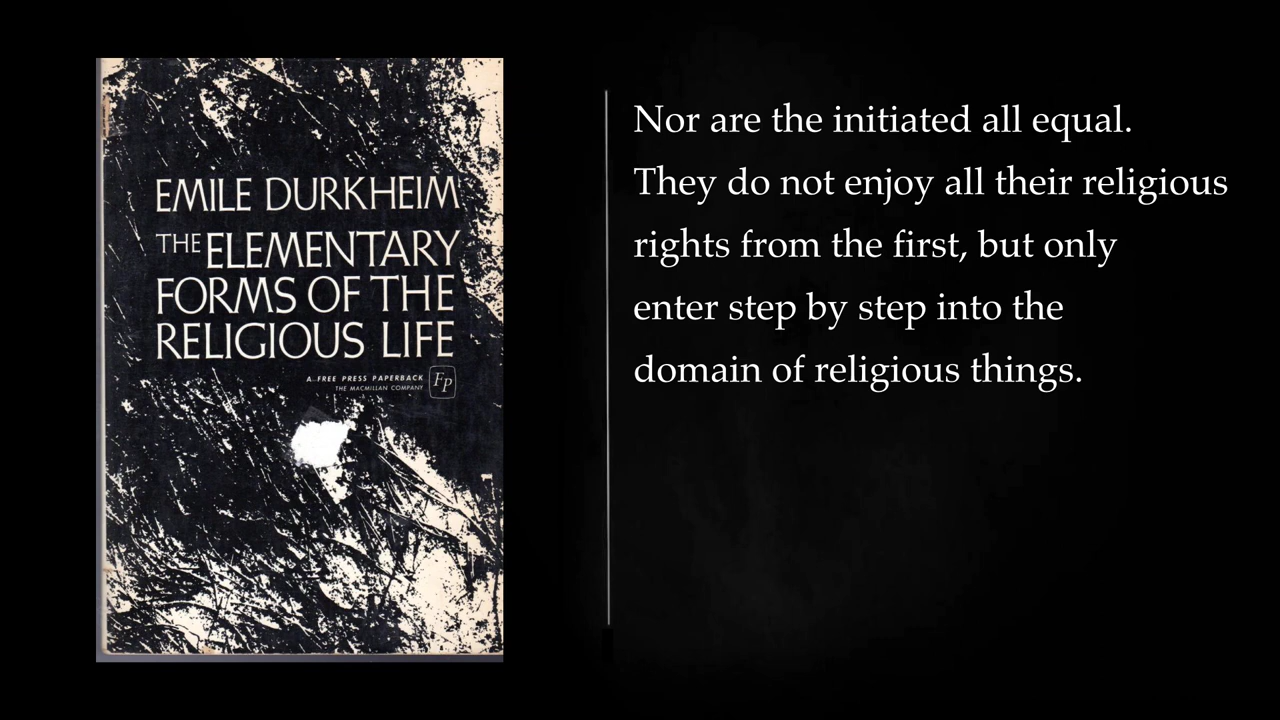 EMILE DURKHEIM
THE ELEMENTARY
FORMS OF THE
RELIGIOUS LIFE
A FREE PRESS PAPERBACK
THE MACMILLAN COMPANY
Fp
Nor are the initiated all equal.
They do not enjoy all their religious
rights from the first, but only
enter step by step into the
domain of religious things.